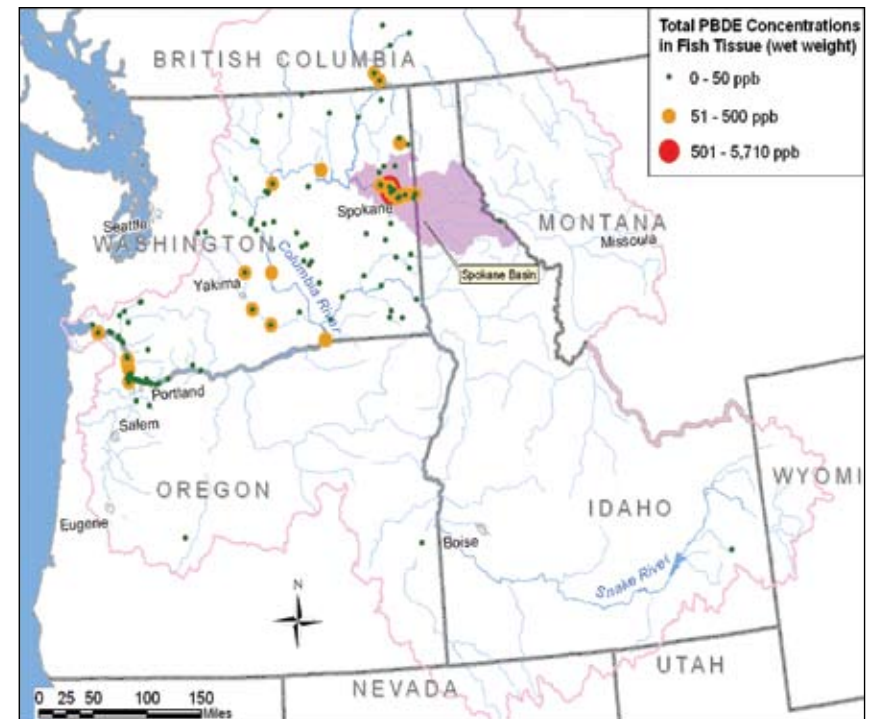 Total PBDE Concentrations
in Fish Tissue (wet weight)
0 - 50 ppb
51 - 500 ppb
501 - 5,710 ppb
BRITISH COLUMBIA
Spokane
Seattle
WASHINGTON
MONTANA
Missoula
Columbia River
Spokane Basin
Yakima
Portland
Salem
OREGON
IDAHO
WYOMI
Eugene
Boise
Snake River
N
UTAH
NEVADA
0 25 50 100 150
Miles